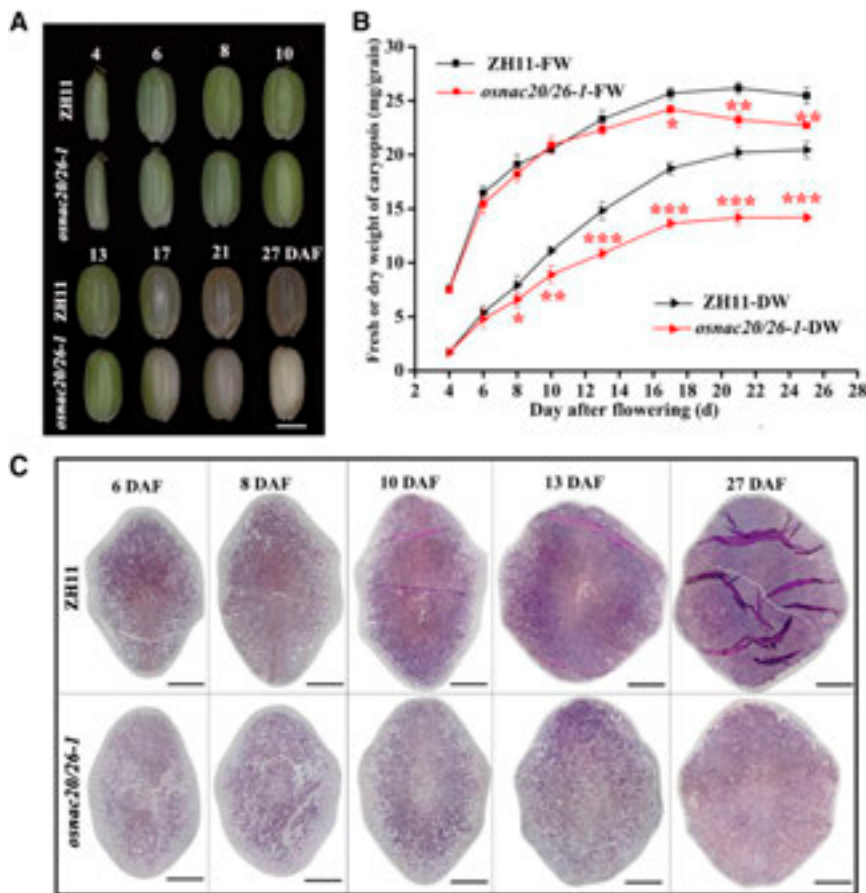 A
4 6 8 10
ZH11
osnac20/26-1
13 17 21 27 DAF
ZH11
osnac20/26-1
B
Fresh or dry weight of caryopsis (mg/grain)
30
25
20
15
10
5
0
ZH11-FW
osnac20/26-1-FW
ZH11-DW
osnac20/26-1-DW
2 4 6 8 10 12 14 16 18 20 22 24 26 28
Day after flowering (d)
C
6 DAF 8 DAF 10 DAF 13 DAF 27 DAF
ZH11
osnac20/26-1